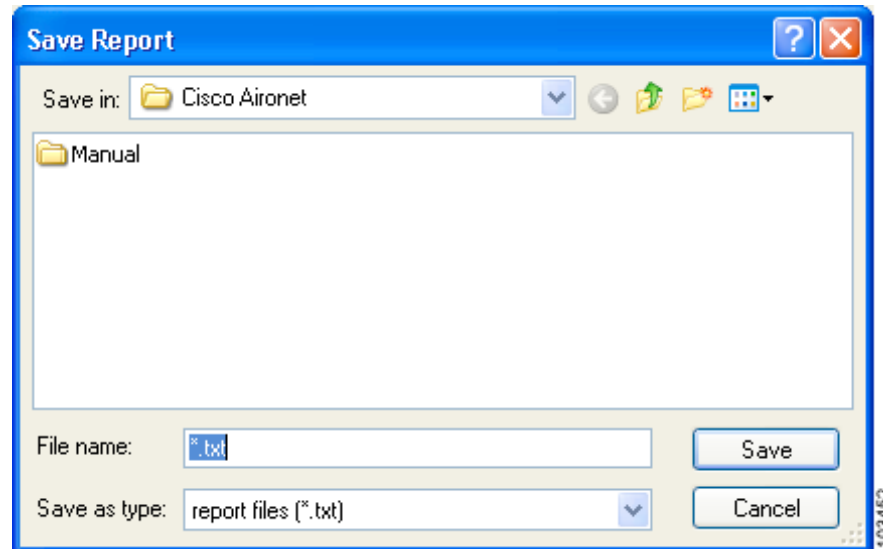 Save Report
Save in: Cisco Aironet
Manual
File name: *.txt
Save
Save as type: report files (*.txt)
Cancel